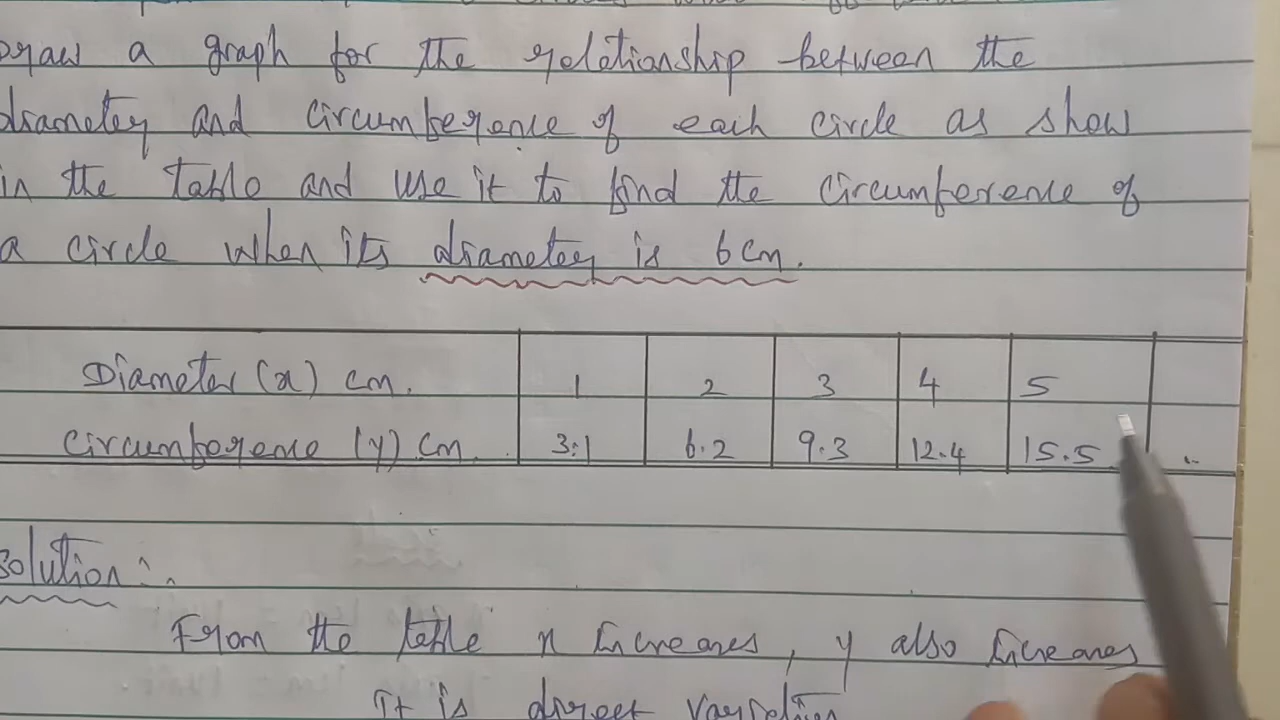 Draw a graph for the relationship between the
diameter and circumference of each circle as show
in the table and use it to find the circumference of
a circle when its diameter is 6cm.
Diameter (x) cm. 1 2 3 4 5
Circumference (y) cm. 3.1 6.2 9.3 12.4 15.5 ..
Solution:.
From the table x Increases, y also Increases
It is direct variation